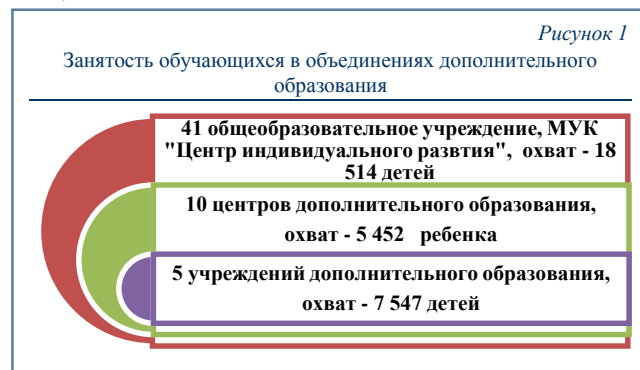 Рисунок 1
Занятость обучающихся в объединениях дополнительного
образования
41 общеобразовательное учреждение, МУК
"Центр индивидуального развтия", охват - 18
514 детей
10 центров дополнительного образования,
охват - 5 452 ребенка
5 учреждений дополнительного образования,
охват - 7 547 детей